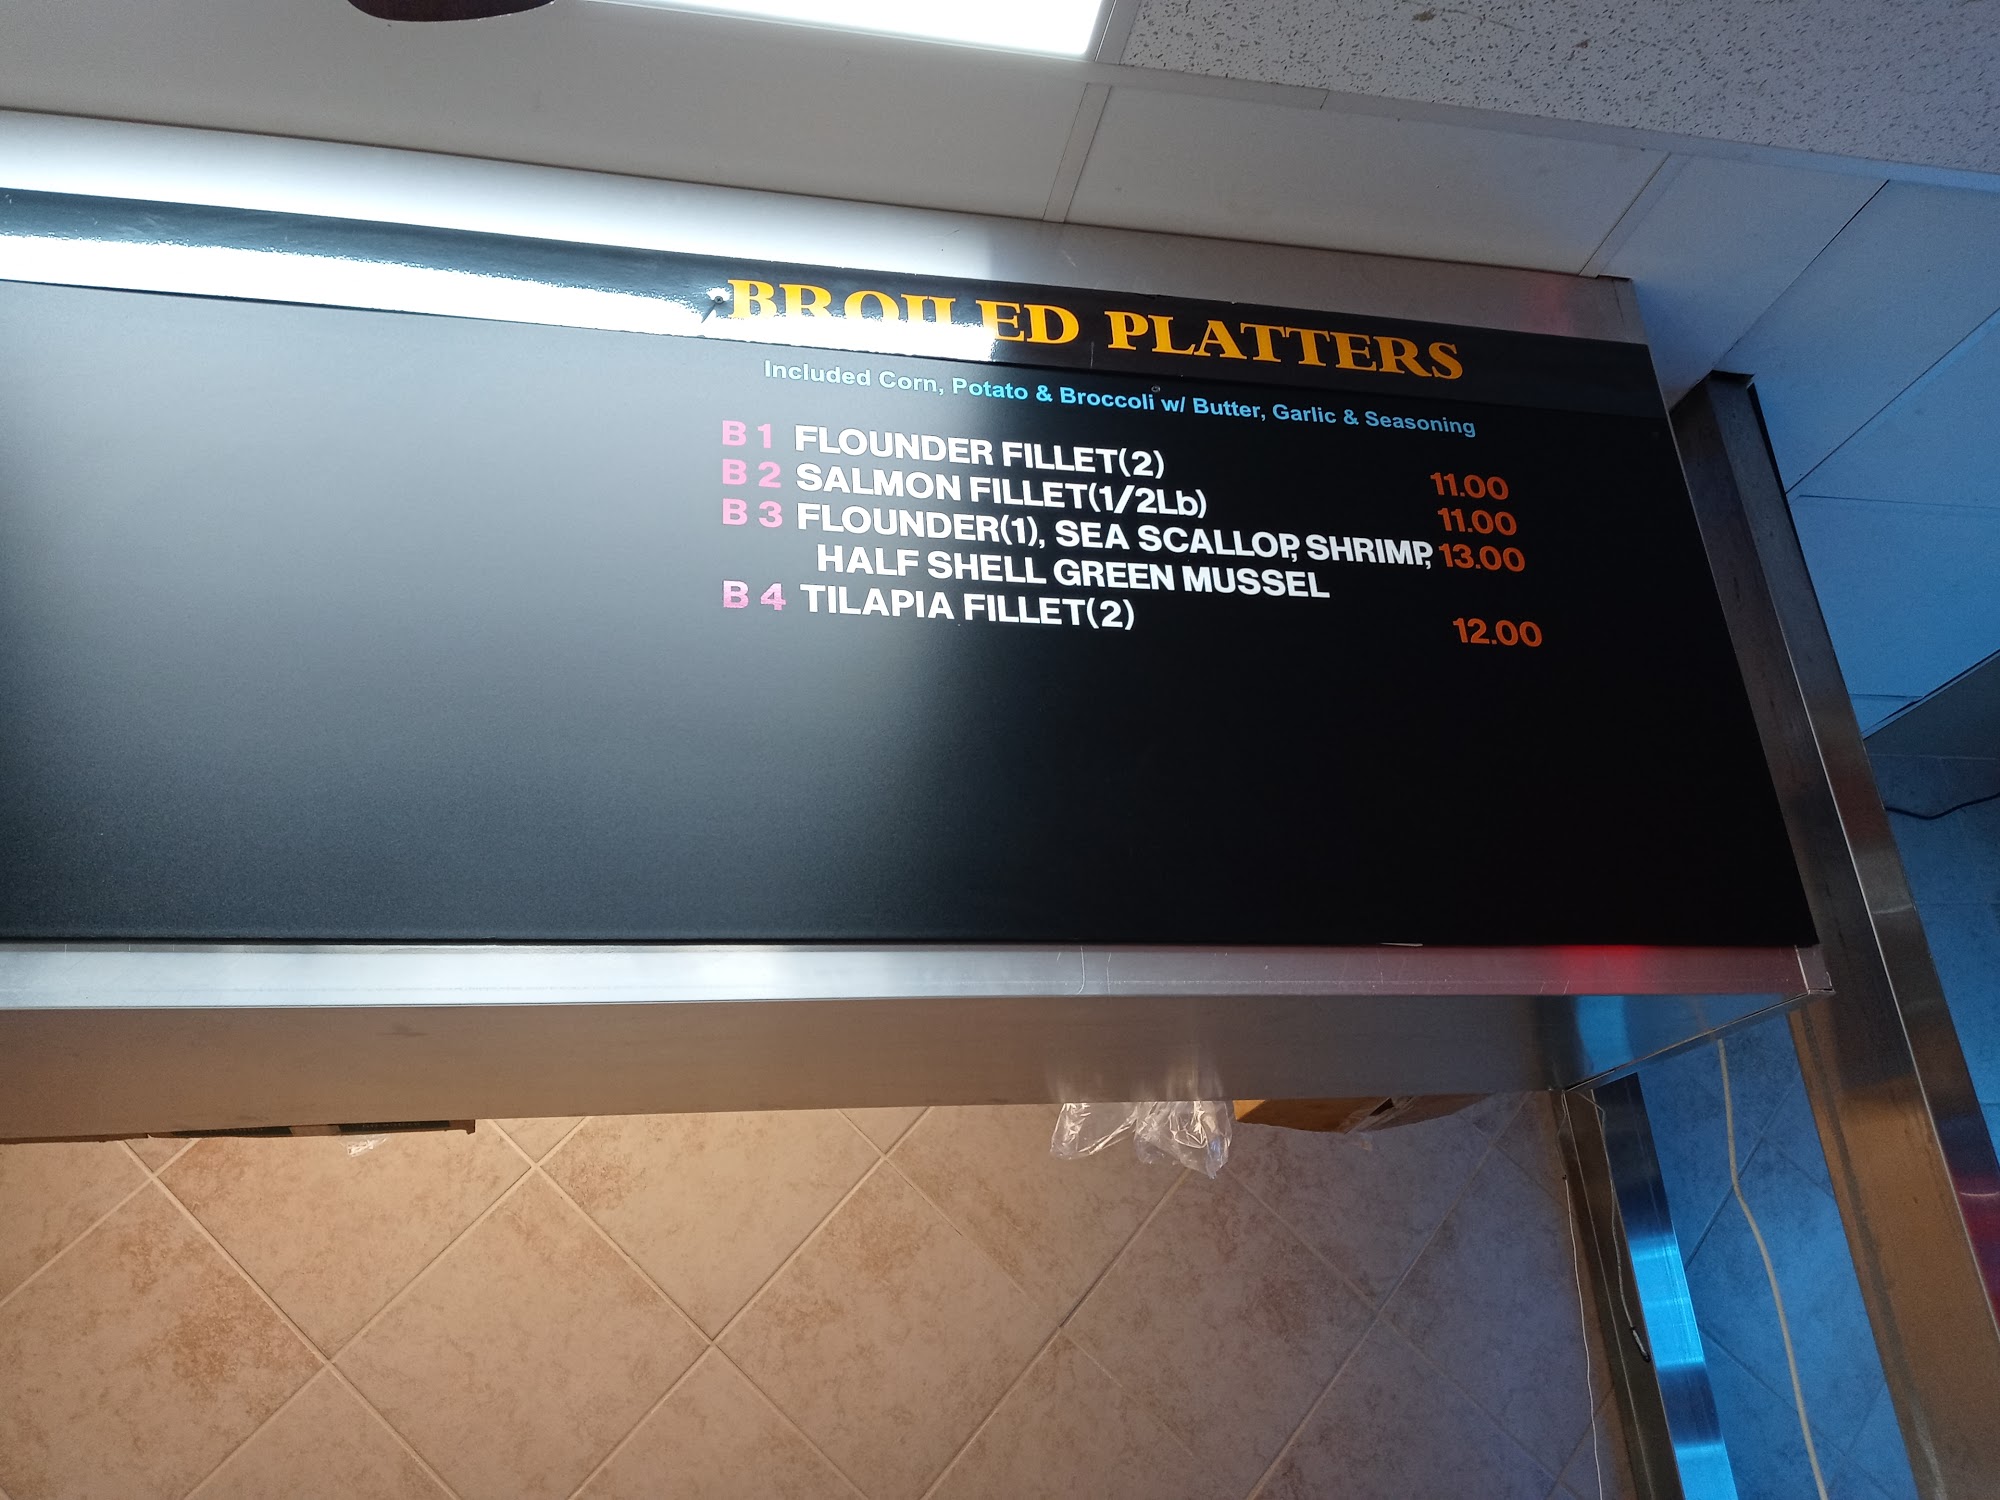 BROILED PLATTERS
Included Corn, Potato & Broccoli w/ Butter, Garlic & Seasoning
B 1 FLOUNDER FILLET(2) 11.00
B 2 SALMON FILLET(1/2Lb) 11.00
B 3 FLOUNDER(1), SEA SCALLOP, SHRIMP, 13.00
HALF SHELL GREEN MUSSEL
B 4 TILAPIA FILLET(2) 12.00